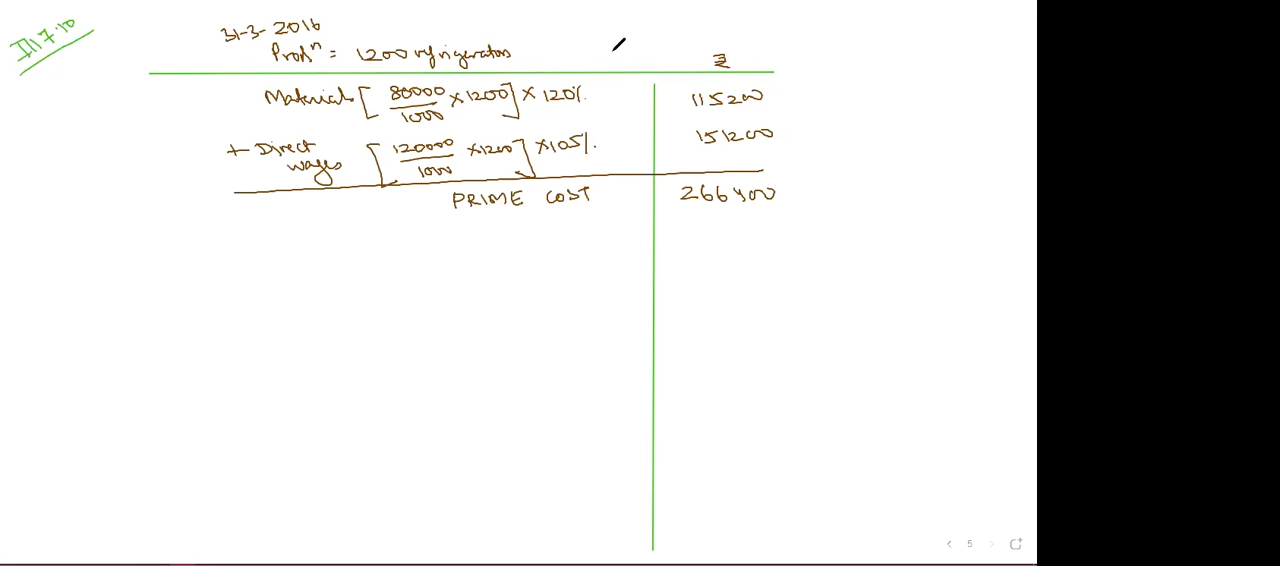 Ill 7.10
31-3-2016
Prodⁿ = 1200 refrigerators
₹
Materials [80000/1000 × 1200] × 120% 115200
+ Direct wages [120000/1000 × 1200] × 105% 151200
PRIME COST 266400
5